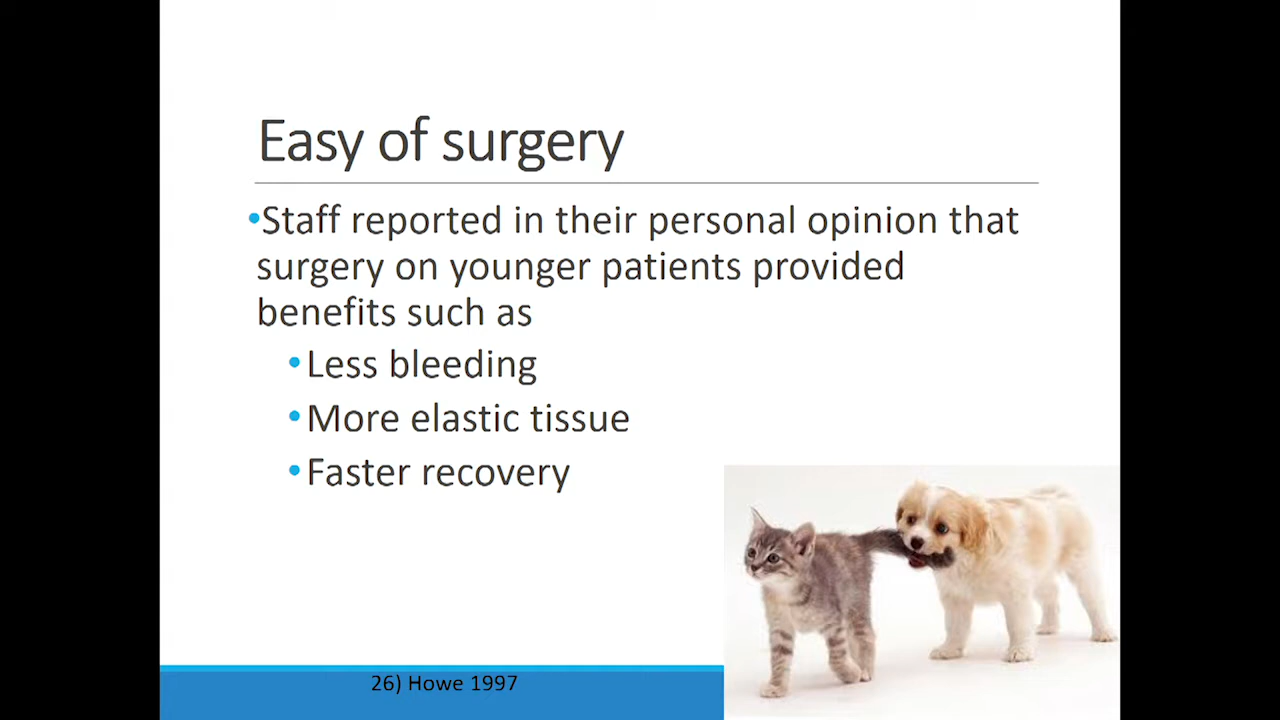 Easy of surgery
•Staff reported in their personal opinion that
surgery on younger patients provided
benefits such as
•Less bleeding
•More elastic tissue
•Faster recovery
26) Howe 1997